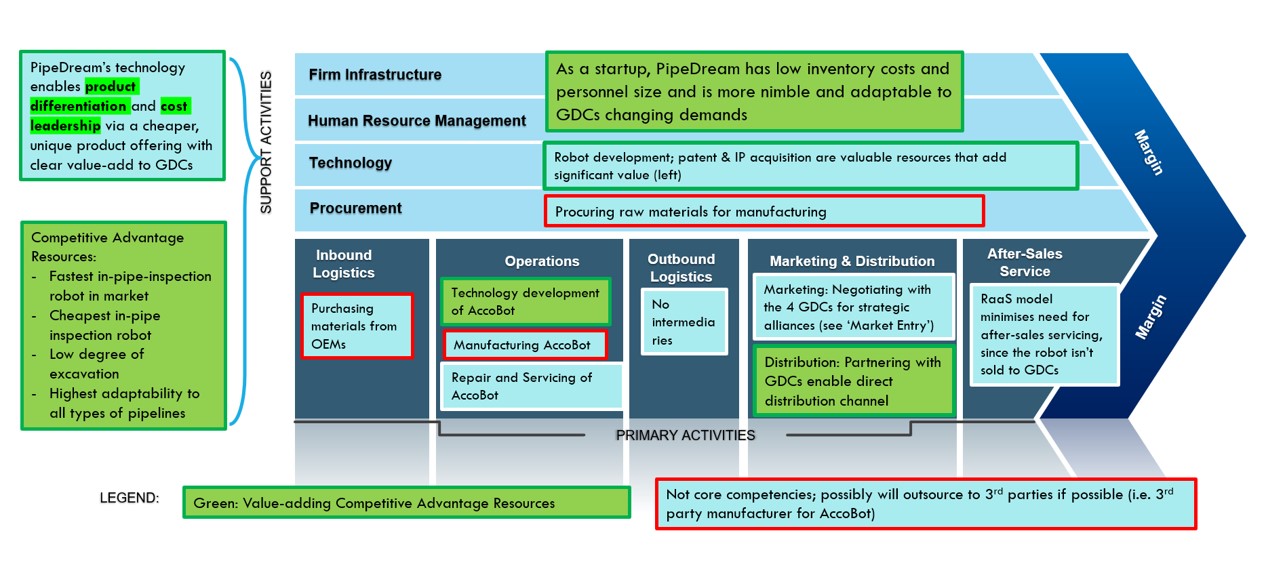 PipeDream's technology
enables product
differentiation and cost
leadership via a cheaper,
unique product offering with
clear value-add to GDCs
Competitive Advantage
Resources:
- Fastest in-pipe-inspection
robot in market
- Cheapest in-pipe
inspection robot
- Low degree of
excavation
- Highest adaptability to
all types of pipelines
SUPPORT ACTIVITIES
Firm Infrastructure
Human Resource Management
As a startup, PipeDream has low inventory costs and
personnel size and is more nimble and adaptable to
GDCs changing demands
Technology
Robot development; patent & IP acquisition are valuable resources that add
significant value (left)
Procurement
Procuring raw materials for manufacturing
Margin
Margin
Inbound
Logistics
Purchasing
materials from
OEMs
Operations
Technology development
of AccoBot
Manufacturing AccoBot
Repair and Servicing of
AccoBot
Outbound
Logistics
No
intermedia
ries
Marketing & Distribution
Marketing: Negotiating with
the 4 GDCs for strategic
alliances (see 'Market Entry')
Distribution: Partnering with
GDCs enable direct
distribution channel
After-Sales
Service
RaaS model
minimises need for
after-sales servicing,
since the robot isn't
sold to GDCs
PRIMARY ACTIVITIES
LEGEND:
Green: Value-adding Competitive Advantage Resources
Not core competencies; possibly will outsource to 3rd parties if possible (i.e. 3rd
party manufacturer for AccoBot)